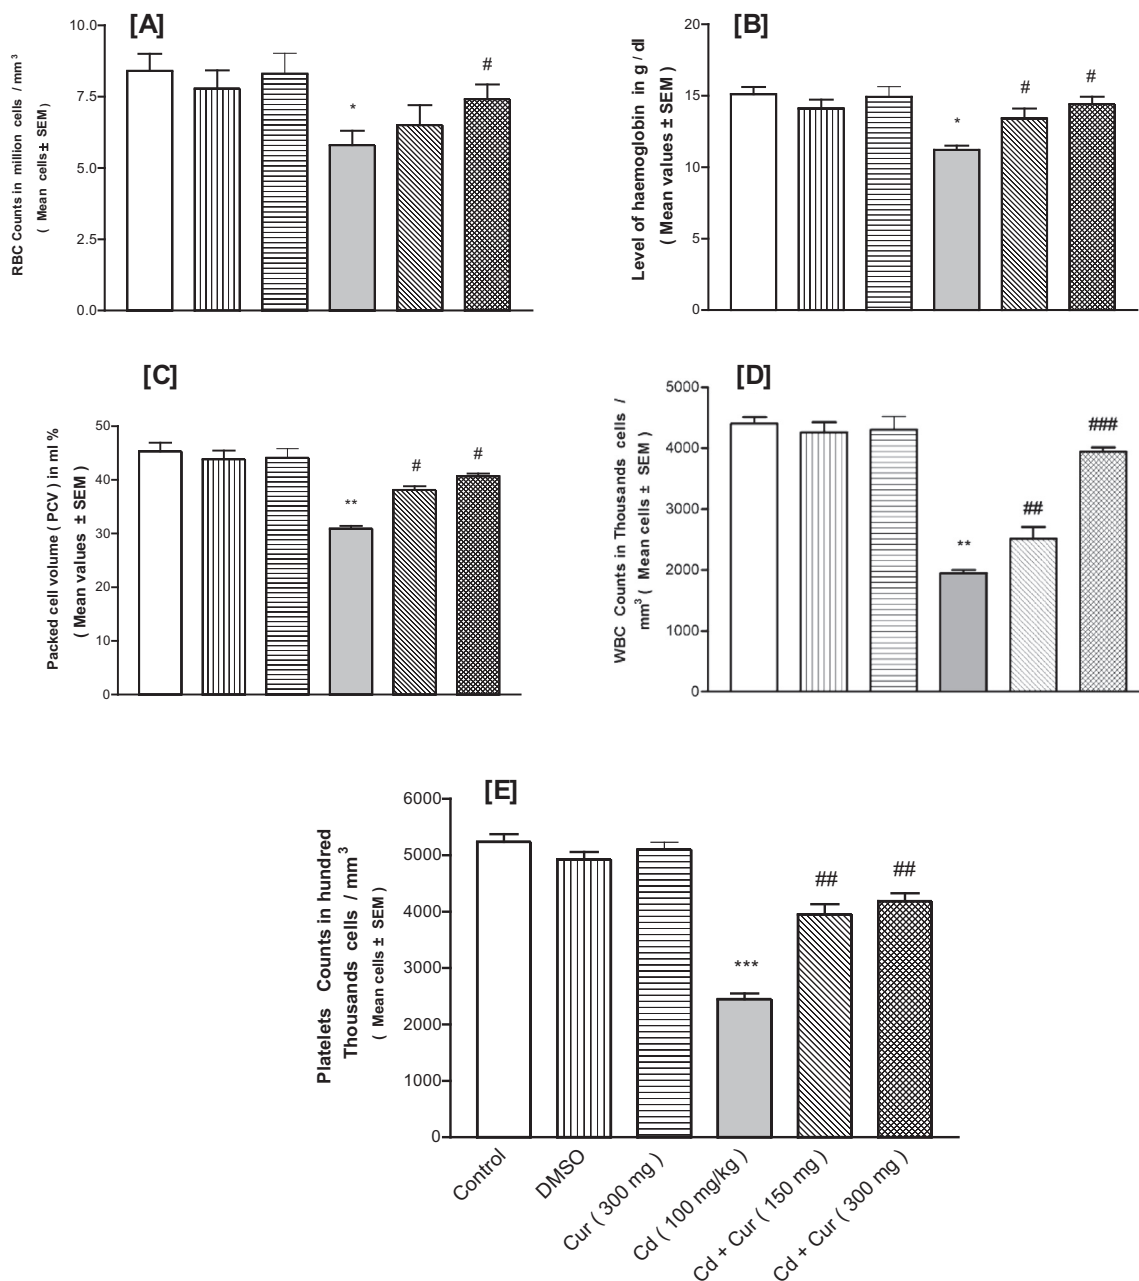 [A]
RBC Counts in million cells / mm³
( Mean cells ± SEM)
10.0
7.5
5.0
2.5
0.0
*
#
[B]
Level of haemoglobin in g / dl
( Mean values ± SEM)
20
15
10
5
0
*
#
#
[C]
Packed cell volume ( PCV ) in ml %
( Mean values ± SEM)
50
40
30
20
10
0
**
#
#
[D]
WBC Counts in Thousands cells /
mm³ ( Mean cells ± SEM)
5000
4000
3000
2000
1000
0
**
##
###
[E]
Platelets Counts in hundred
Thousands cells / mm³
( Mean cells ± SEM)
6000
5000
4000
3000
2000
1000
0
***
##
##
Control
DMSO
Cur ( 300 mg )
Cd ( 100 mg/kg )
Cd + Cur ( 150 mg )
Cd + Cur ( 300 mg )